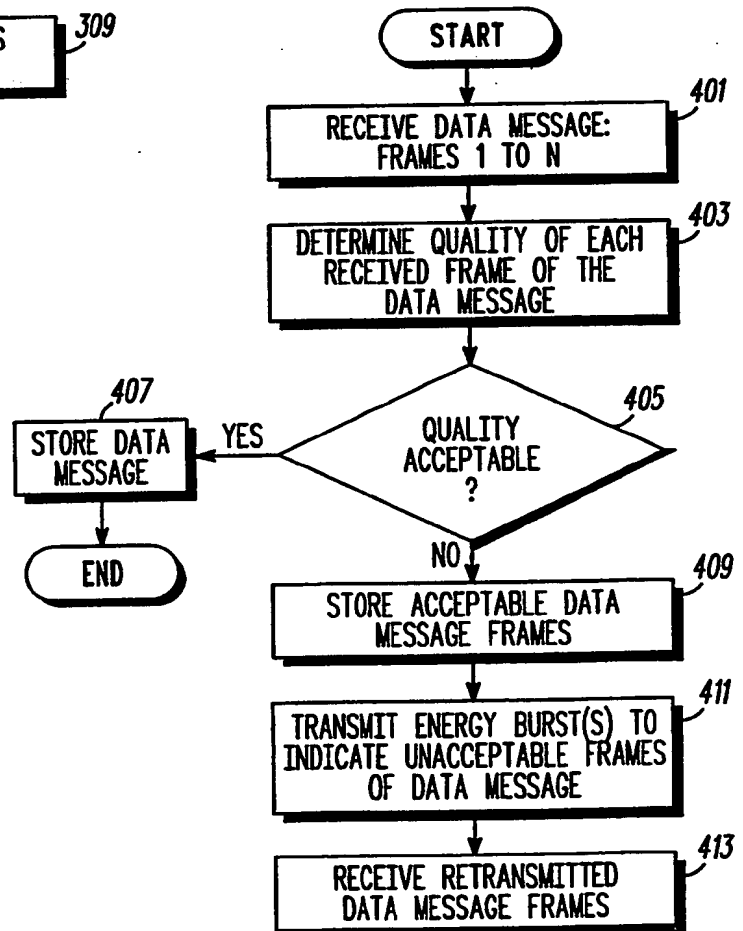 S
309
START
401
RECEIVE DATA MESSAGE:
FRAMES 1 TO N
403
DETERMINE QUALITY OF EACH
RECEIVED FRAME OF THE
DATA MESSAGE
405
QUALITY
ACCEPTABLE
?
YES
407
STORE DATA
MESSAGE
END
NO
409
STORE ACCEPTABLE DATA
MESSAGE FRAMES
411
TRANSMIT ENERGY BURST(S) TO
INDICATE UNACCEPTABLE FRAMES
OF DATA MESSAGE
413
RECEIVE RETRANSMITTED
DATA MESSAGE FRAMES